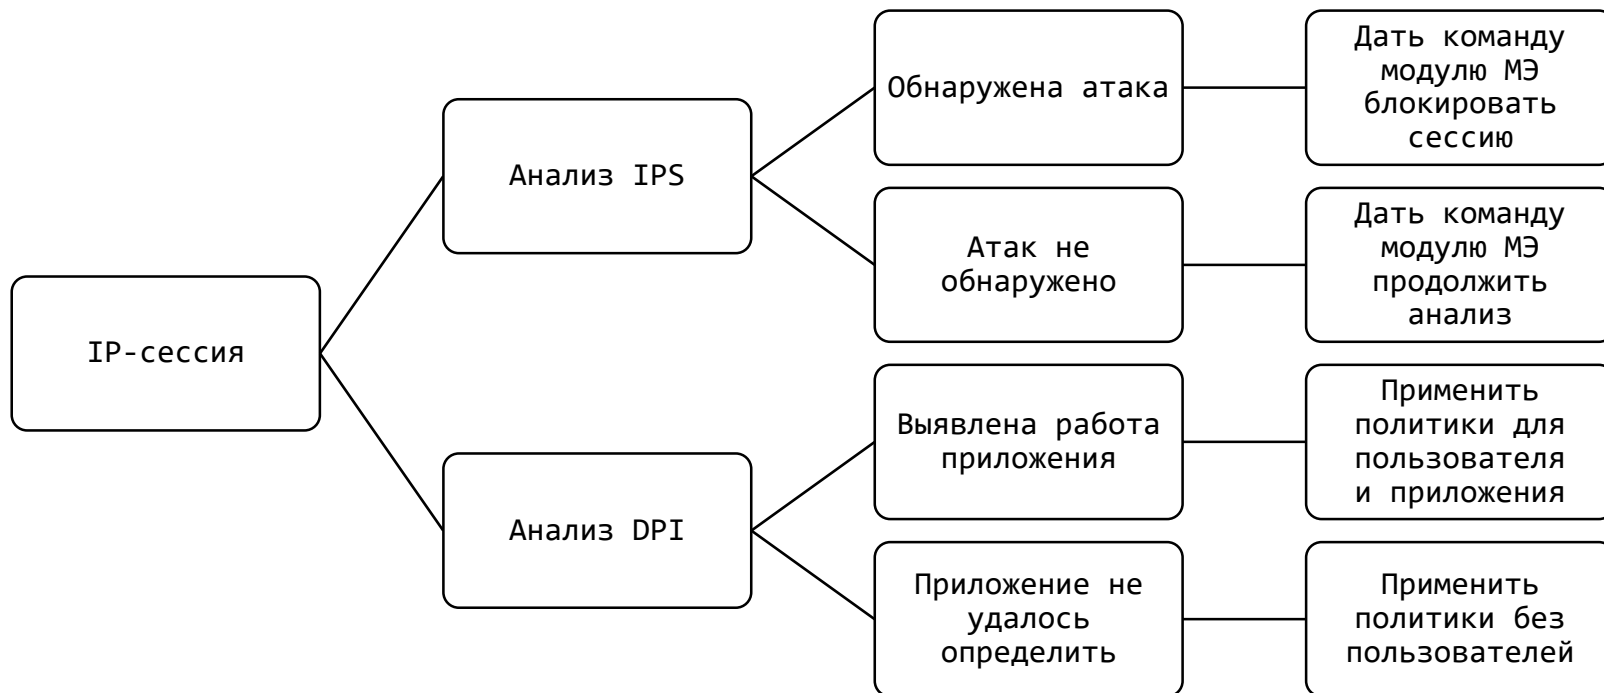 IP-сессия
Анализ IPS
Анализ DPI
Обнаружена атака
Атак не
обнаружено
Выявлена работа
приложения
Приложение не
удалось
определить
Дать команду
модулю МЭ
блокировать
сессию
Дать команду
модулю МЭ
продолжить
анализ
Применить
политики для
пользователя
и приложения
Применить
политики без
пользователей